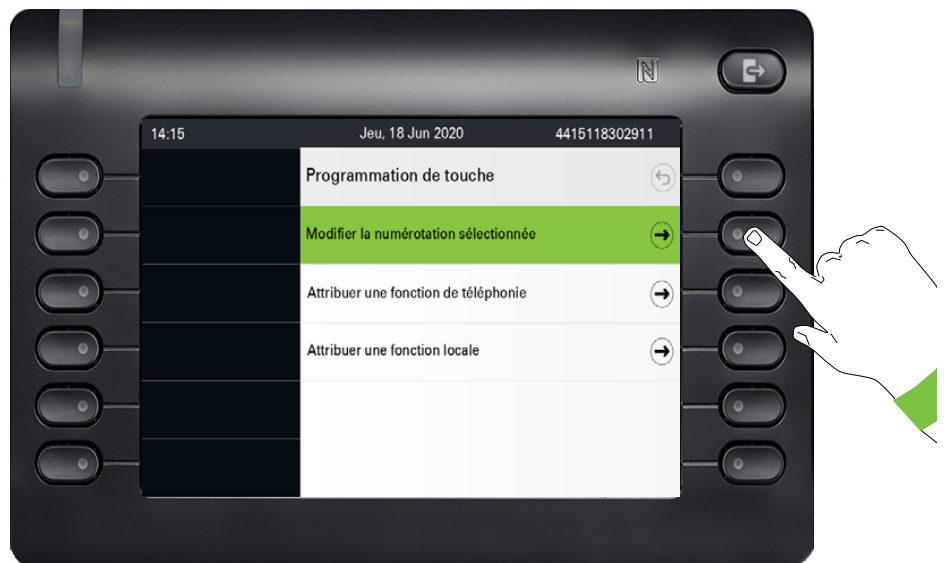 14:15 Jeu, 18 Jun 2020 4415118302911
Programmation de touche
Modifier la numérotation sélectionnée
Attribuer une fonction de téléphonie
Attribuer une fonction locale